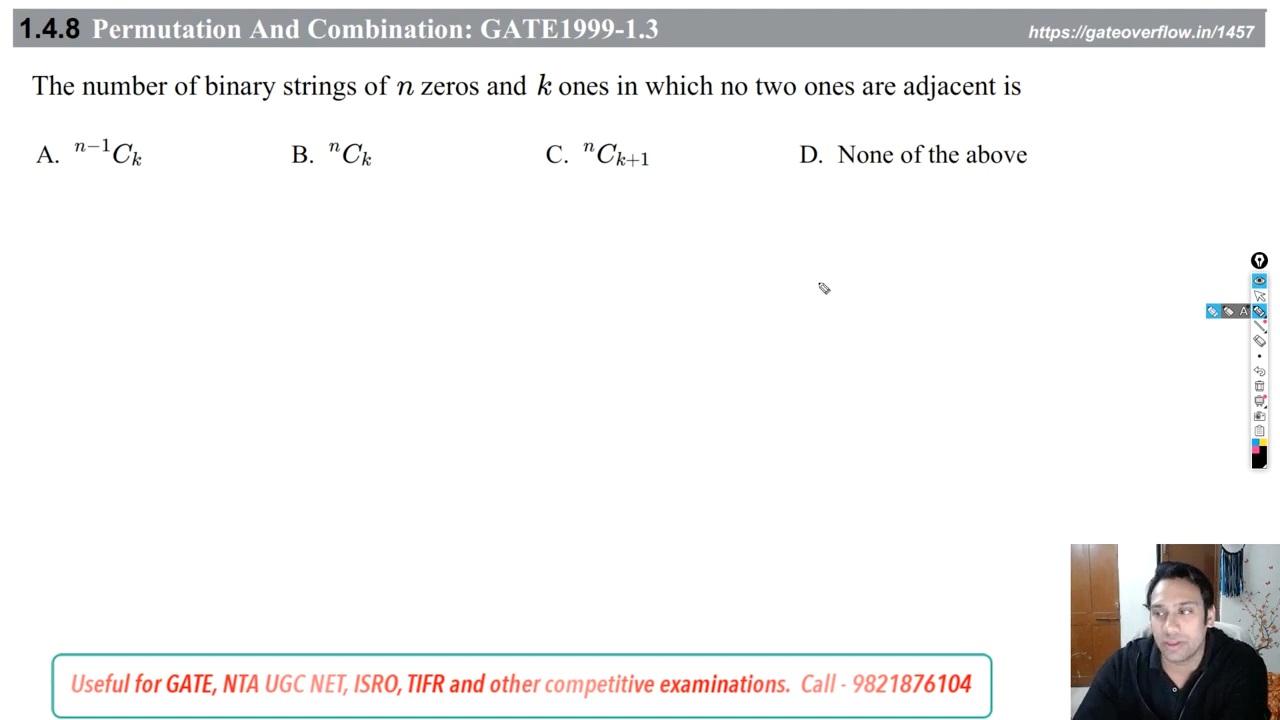 1.4.8 Permutation And Combination: GATE1999-1.3 https://gateoverflow.in/1457
The number of binary strings of n zeros and k ones in which no two ones are adjacent is
A. ⁿ⁻¹Cₖ B. ⁿCₖ C. ⁿCₖ₊₁ D. None of the above
A
Useful for GATE, NTA UGC NET, ISRO, TIFR and other competitive examinations. Call - 9821876104